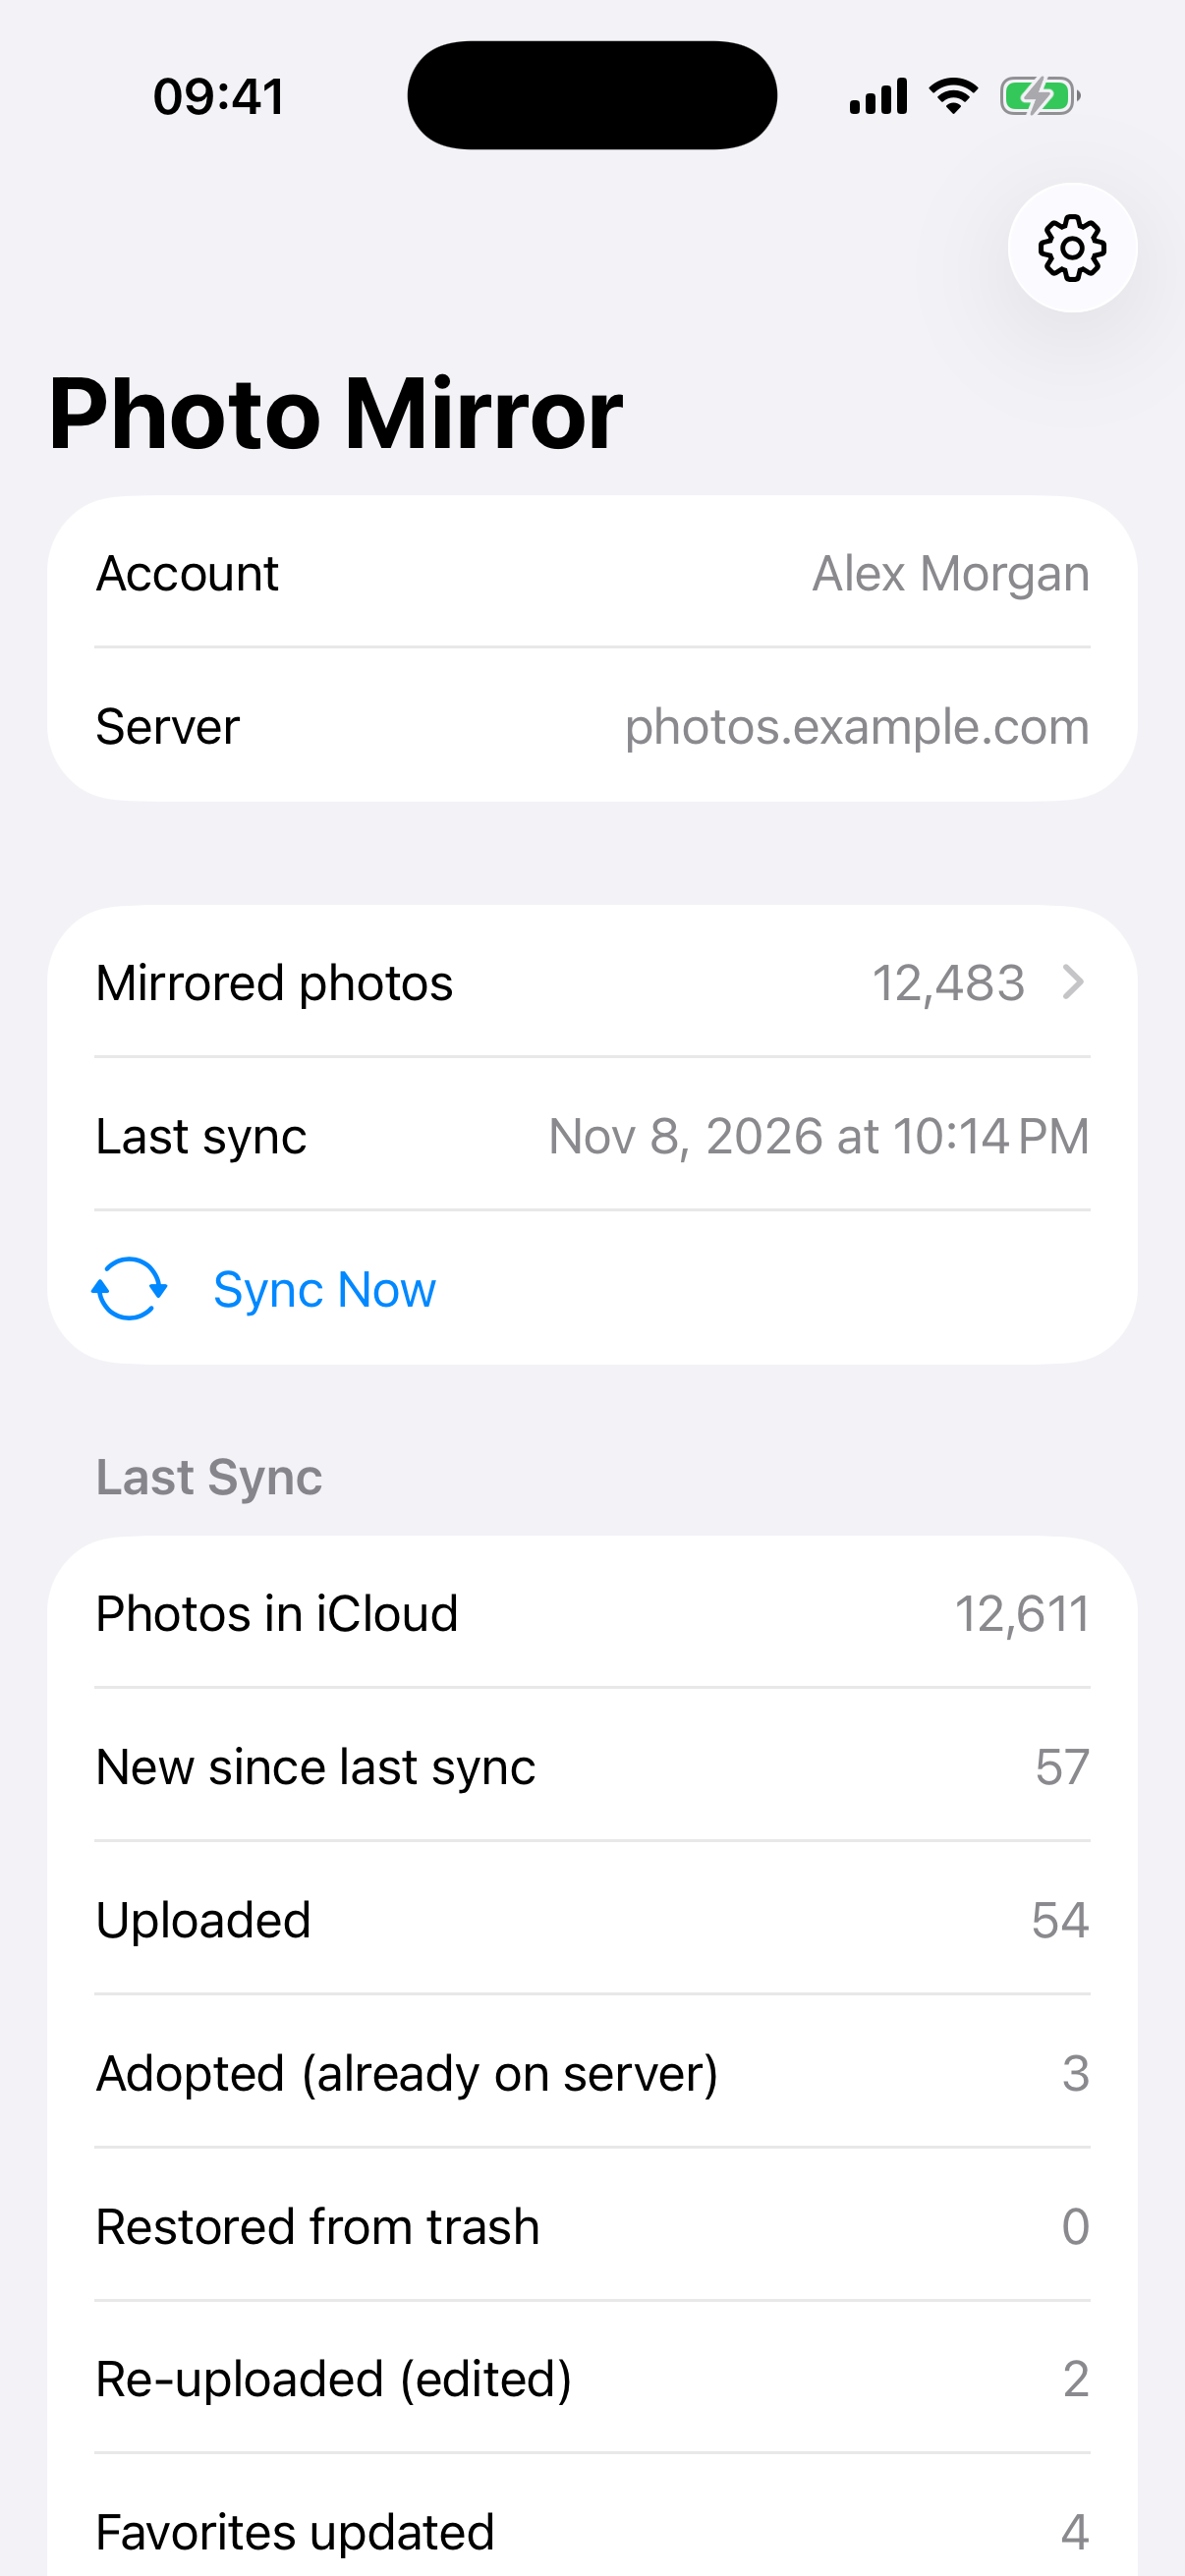 09:41
Photo Mirror
Account Alex Morgan
Server photos.example.com
Mirrored photos 12,483
Last sync Nov 8, 2026 at 10:14 PM
Sync Now
Last Sync
Photos in iCloud 12,611
New since last sync 57
Uploaded 54
Adopted (already on server) 3
Restored from trash 0
Re-uploaded (edited) 2
Favorites updated 4